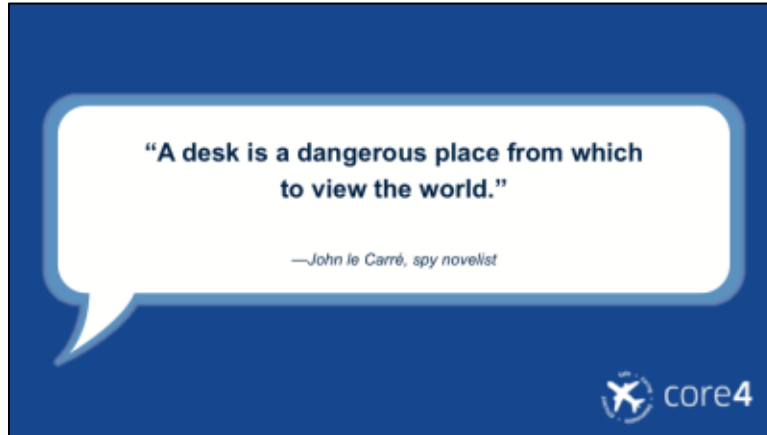 “A desk is a dangerous place from which
to view the world.”
—John le Carré, spy novelist
core4